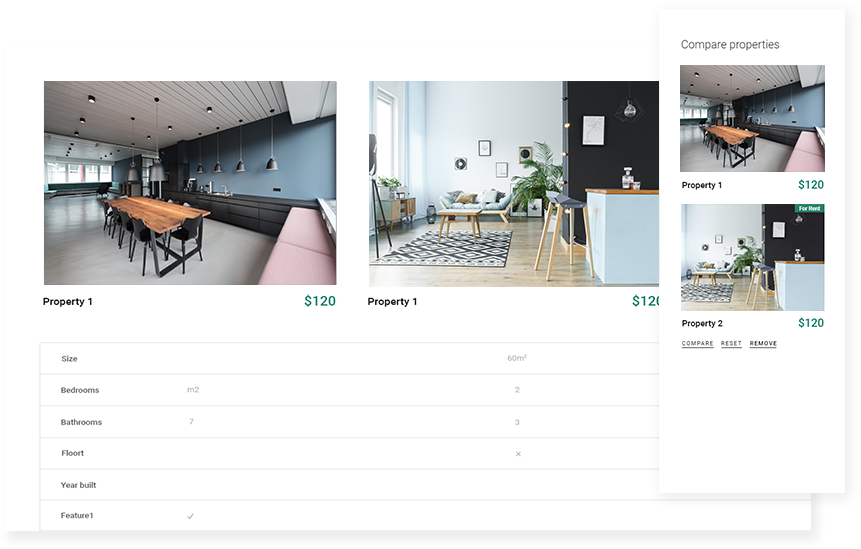 Compare properties
Property 1 $120
For Rent
Property 2 $120
COMPARE RESET REMOVE
Property 1 $120
Property 1 $120
Size 60m²
Bedrooms m2 2
Bathrooms 7 3
Floort ×
Year built
Feature1 ✓